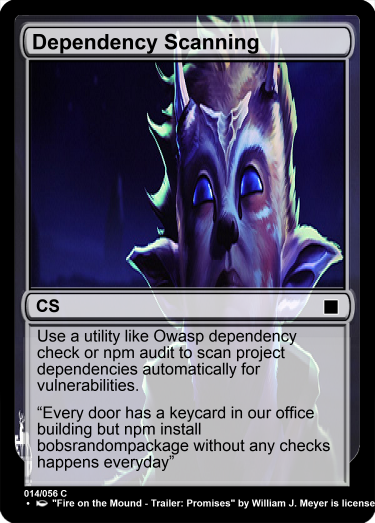 Dependency Scanning
CS
Use a utility like Owasp dependency
check or npm audit to scan project
dependencies automatically for
vulnerabilities.
“Every door has a keycard in our office
building but npm install
bobsrandompackage without any checks
happens everyday”
014/056 C
• "Fire on the Mound - Trailer: Promises" by William J. Meyer is license